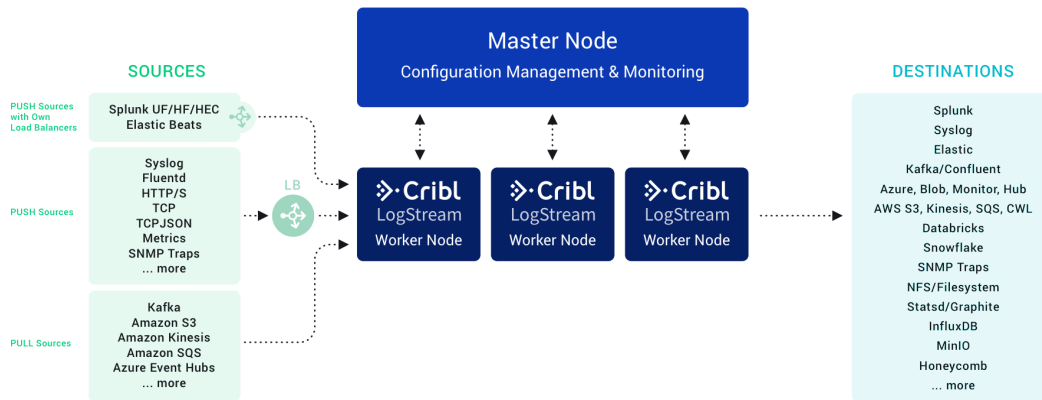 Master Node
Configuration Management & Monitoring
SOURCES
PUSH Sources
with Own
Load Balancers
Splunk UF/HF/HEC
Elastic Beats
PUSH Sources
Syslog
Fluentd
HTTP/S
TCP
TCPJSON
Metrics
SNMP Traps
... more
LB
PULL Sources
Kafka
Amazon S3
Amazon Kinesis
Amazon SQS
Azure Event Hubs
... more
Cribl
LogStream
Worker Node
Cribl
LogStream
Worker Node
Cribl
LogStream
Worker Node
DESTINATIONS
Splunk
Syslog
Elastic
Kafka/Confluent
Azure, Blob, Monitor, Hub
AWS S3, Kinesis, SQS, CWL
Databricks
Snowflake
SNMP Traps
NFS/Filesystem
Statsd/Graphite
InfluxDB
MinIO
Honeycomb
... more